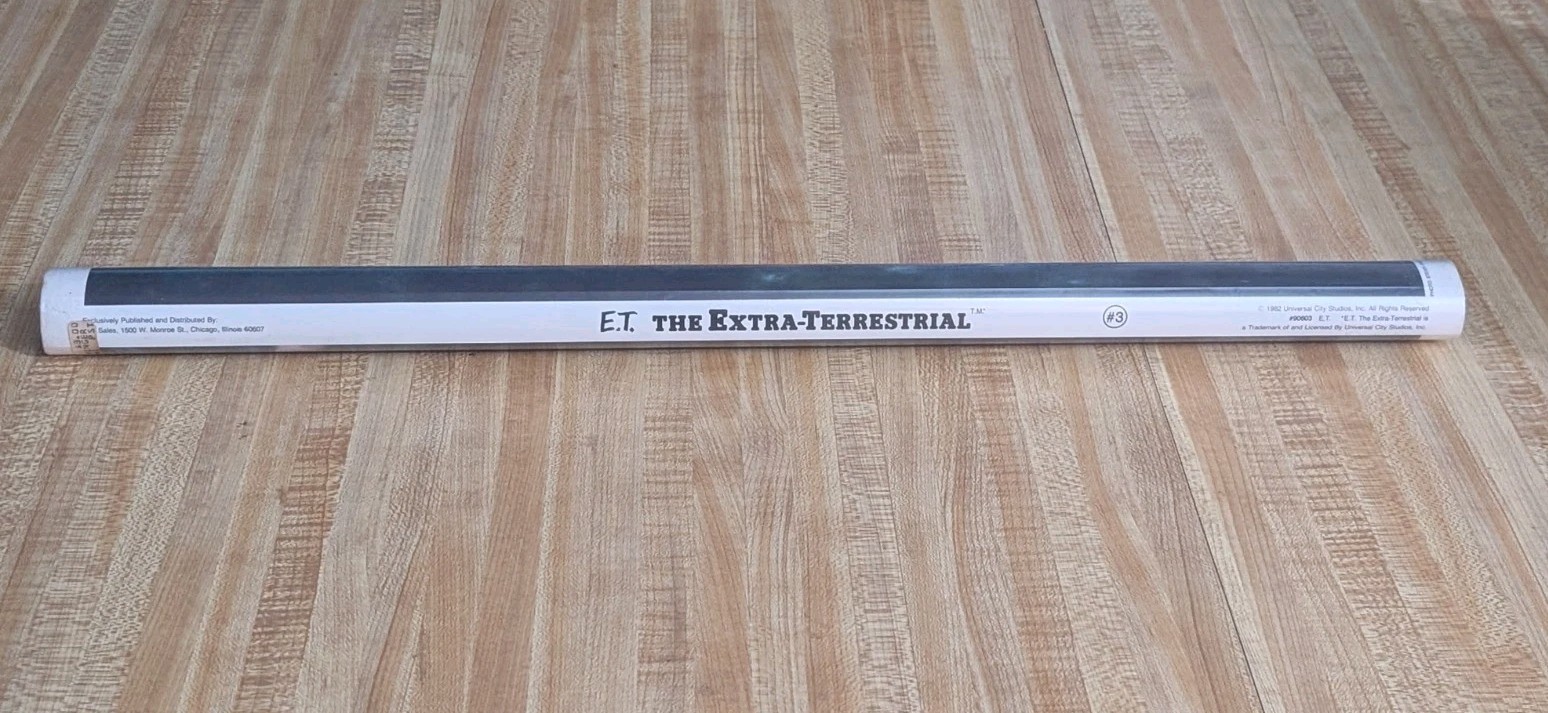 Exclusively Published and Distributed By:
Sales, 1500 W. Monroe St., Chicago, Illinois 60607
E.T. THE EXTRA-TERRESTRIAL T.M.
#3
© 1982 Universal City Studios, Inc. All Rights Reserved
#90603 E.T. "E.T. The Extra-Terrestrial is
a Trademark of and Licensed By Universal City Studios, Inc.